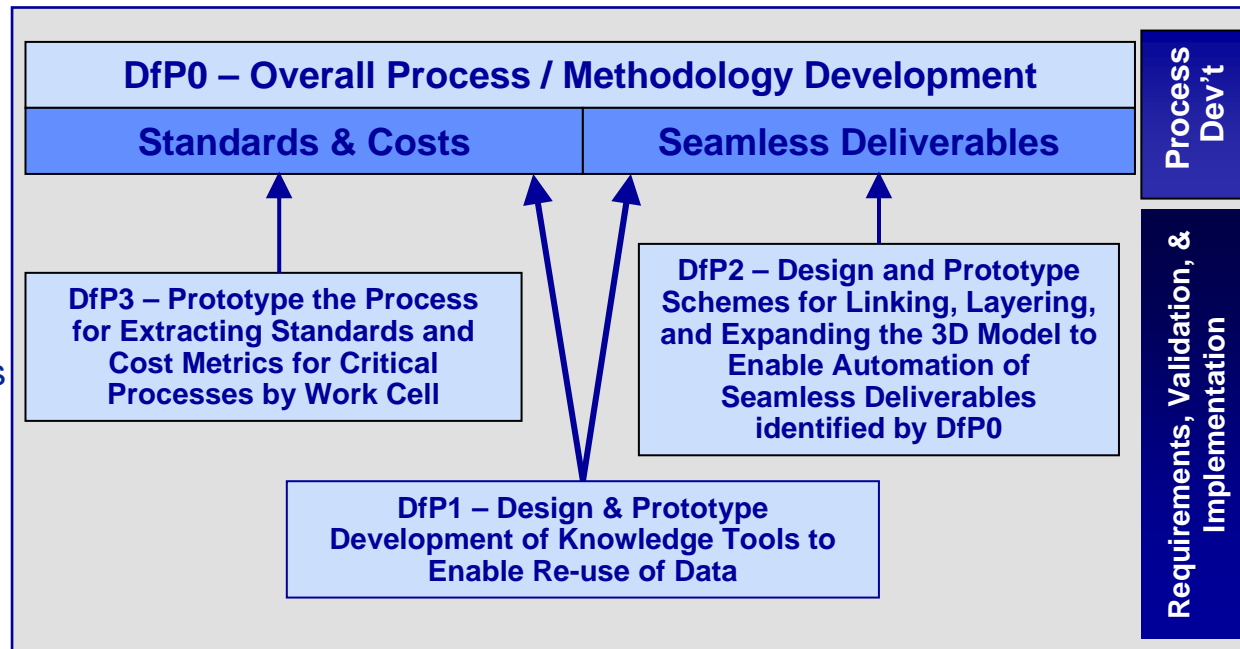 DfP0 – Overall Process / Methodology Development
Standards & Costs
Seamless Deliverables
Process
Dev't
DfP3 – Prototype the Process
for Extracting Standards and
Cost Metrics for Critical
Processes by Work Cell
DfP2 – Design and Prototype
Schemes for Linking, Layering,
and Expanding the 3D Model to
Enable Automation of
Seamless Deliverables
identified by DfP0
DfP1 – Design & Prototype
Development of Knowledge Tools to
Enable Re-use of Data
Requirements, Validation, &
Implementation